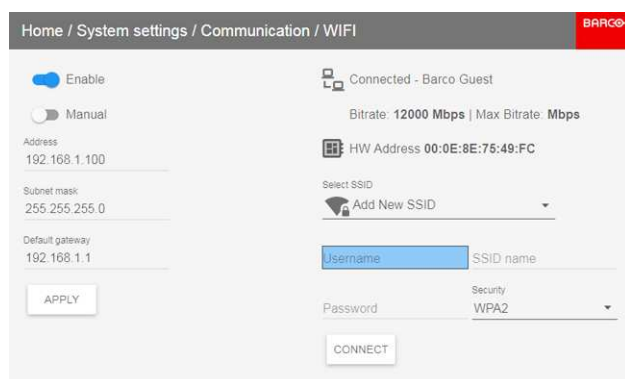 Home / System settings / Communication / WIFI
BARCO
Enable
Manual
Address
192.168.1.100
Subnet mask
255.255.255.0
Default gateway
192.168.1.1
APPLY
Connected - Barco Guest
Bitrate: 12000 Mbps | Max Bitrate: Mbps
HW Address 00:0E:8E:75:49:FC
Select SSID
Add New SSID
Username SSID name
Security
Password WPA2
CONNECT